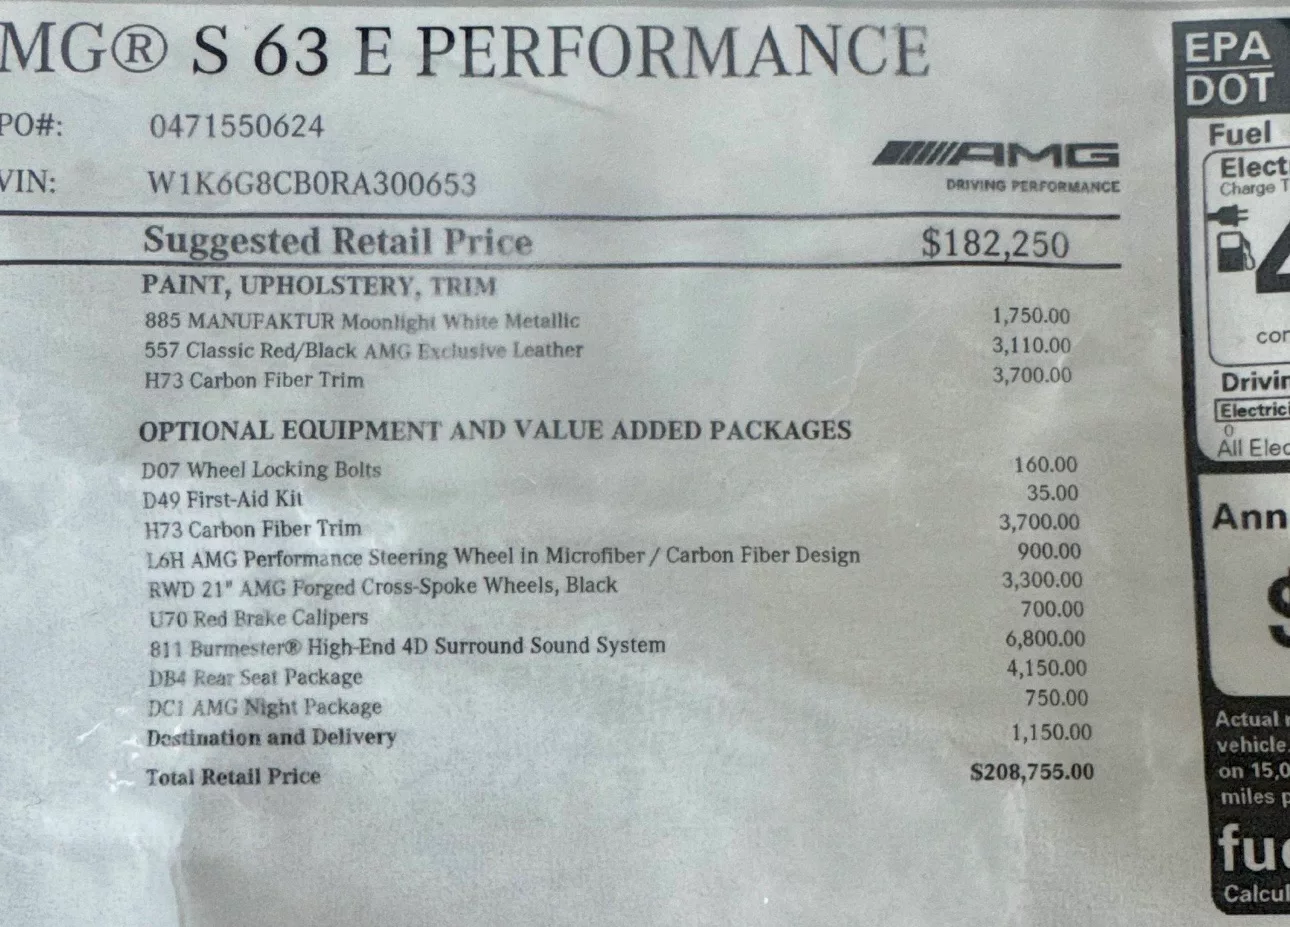 MG® S 63 E PERFORMANCE
PO#: 0471550624
VIN: W1K6G8CB0RA300653
AMG
DRIVING PERFORMANCE
Suggested Retail Price $182,250
PAINT, UPHOLSTERY, TRIM
885 MANUFAKTUR Moonlight White Metallic 1,750.00
557 Classic Red/Black AMG Exclusive Leather 3,110.00
H73 Carbon Fiber Trim 3,700.00
OPTIONAL EQUIPMENT AND VALUE ADDED PACKAGES
D07 Wheel Locking Bolts 160.00
D49 First-Aid Kit 35.00
H73 Carbon Fiber Trim 3,700.00
L6H AMG Performance Steering Wheel in Microfiber / Carbon Fiber Design 900.00
RWD 21" AMG Forged Cross-Spoke Wheels, Black 3,300.00
U70 Red Brake Calipers 700.00
811 Burmester® High-End 4D Surround Sound System 6,800.00
DB4 Rear Seat Package 4,150.00
DC1 AMG Night Package 750.00
Destination and Delivery 1,150.00
Total Retail Price $208,755.00
EPA
DOT
Fuel
Elect
Charge T
cor
Drivin
Electrici
0
All Elec
Ann
$
Actual
vehicle.
on 15,0
miles p
fue
Calcul